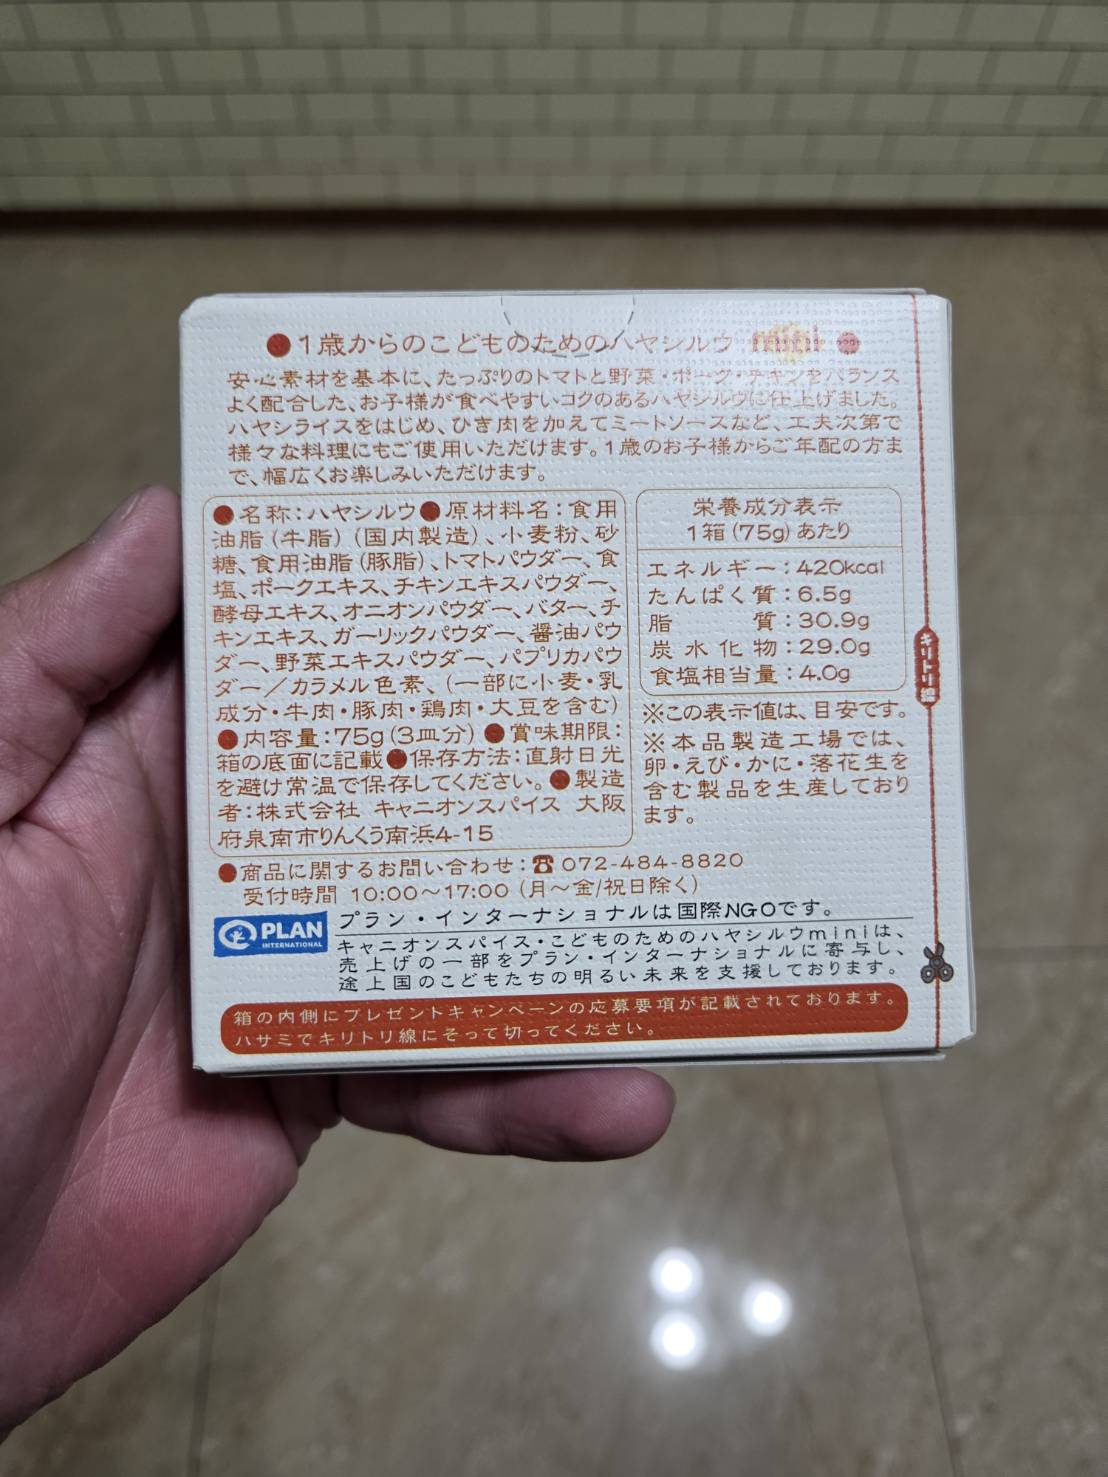 ●1歳からのこどものためのハヤシルウ mini●
安心素材を基本に、たっぷりのトマトと野菜・ポーク・チキンをバランス
よく配合した、お子様が食べやすいコクのあるハヤシルウに仕上げました。
ハヤシライスをはじめ、ひき肉を加えてミートソースなど、工夫次第で
様々な料理にもご使用いただけます。1歳のお子様からご年配の方ま
で、幅広くお楽しみいただけます。
●名称：ハヤシルウ●原材料名：食用
油脂（牛脂）（国内製造）、小麦粉、砂
糖、食用油脂（豚脂）、トマトパウダー、食
塩、ポークエキス、チキンエキスパウダー、
酵母エキス、オニオンパウダー、バター、チ
キンエキス、ガーリックパウダー、醤油パウ
ダー、野菜エキスパウダー、パプリカパウ
ダー／カラメル色素、（一部に小麦・乳
成分・牛肉・豚肉・鶏肉・大豆を含む）
●内容量：75g（3皿分）●賞味期限：
箱の底面に記載●保存方法：直射日光
を避け常温で保存してください。●製造
者：株式会社 キャニオンスパイス 大阪
府泉南市りんくう南浜4-15
栄養成分表示
1箱（75g）あたり
エネルギー：420kcal
たんぱく質：6.5g
脂質：30.9g
炭水化物：29.0g
食塩相当量：4.0g
※この表示値は、目安です。
※本品製造工場では、
卵・えび・かに・落花生を
含む製品を生産しており
ます。
●商品に関するお問い合わせ：☎072-484-8820
受付時間 10:00～17:00（月～金/祝日除く）
PLAN
INTERNATIONAL
プラン・インターナショナルは国際NGOです。
キャニオンスパイス・こどものためのハヤシルウminiは、
売上げの一部をプラン・インターナショナルに寄与し、
途上国のこどもたちの明るい未来を支援しております。
箱の内側にプレゼントキャンペーンの応募要項が記載されております。
ハサミでキリトリ線にそって切ってください。
キリトリ線